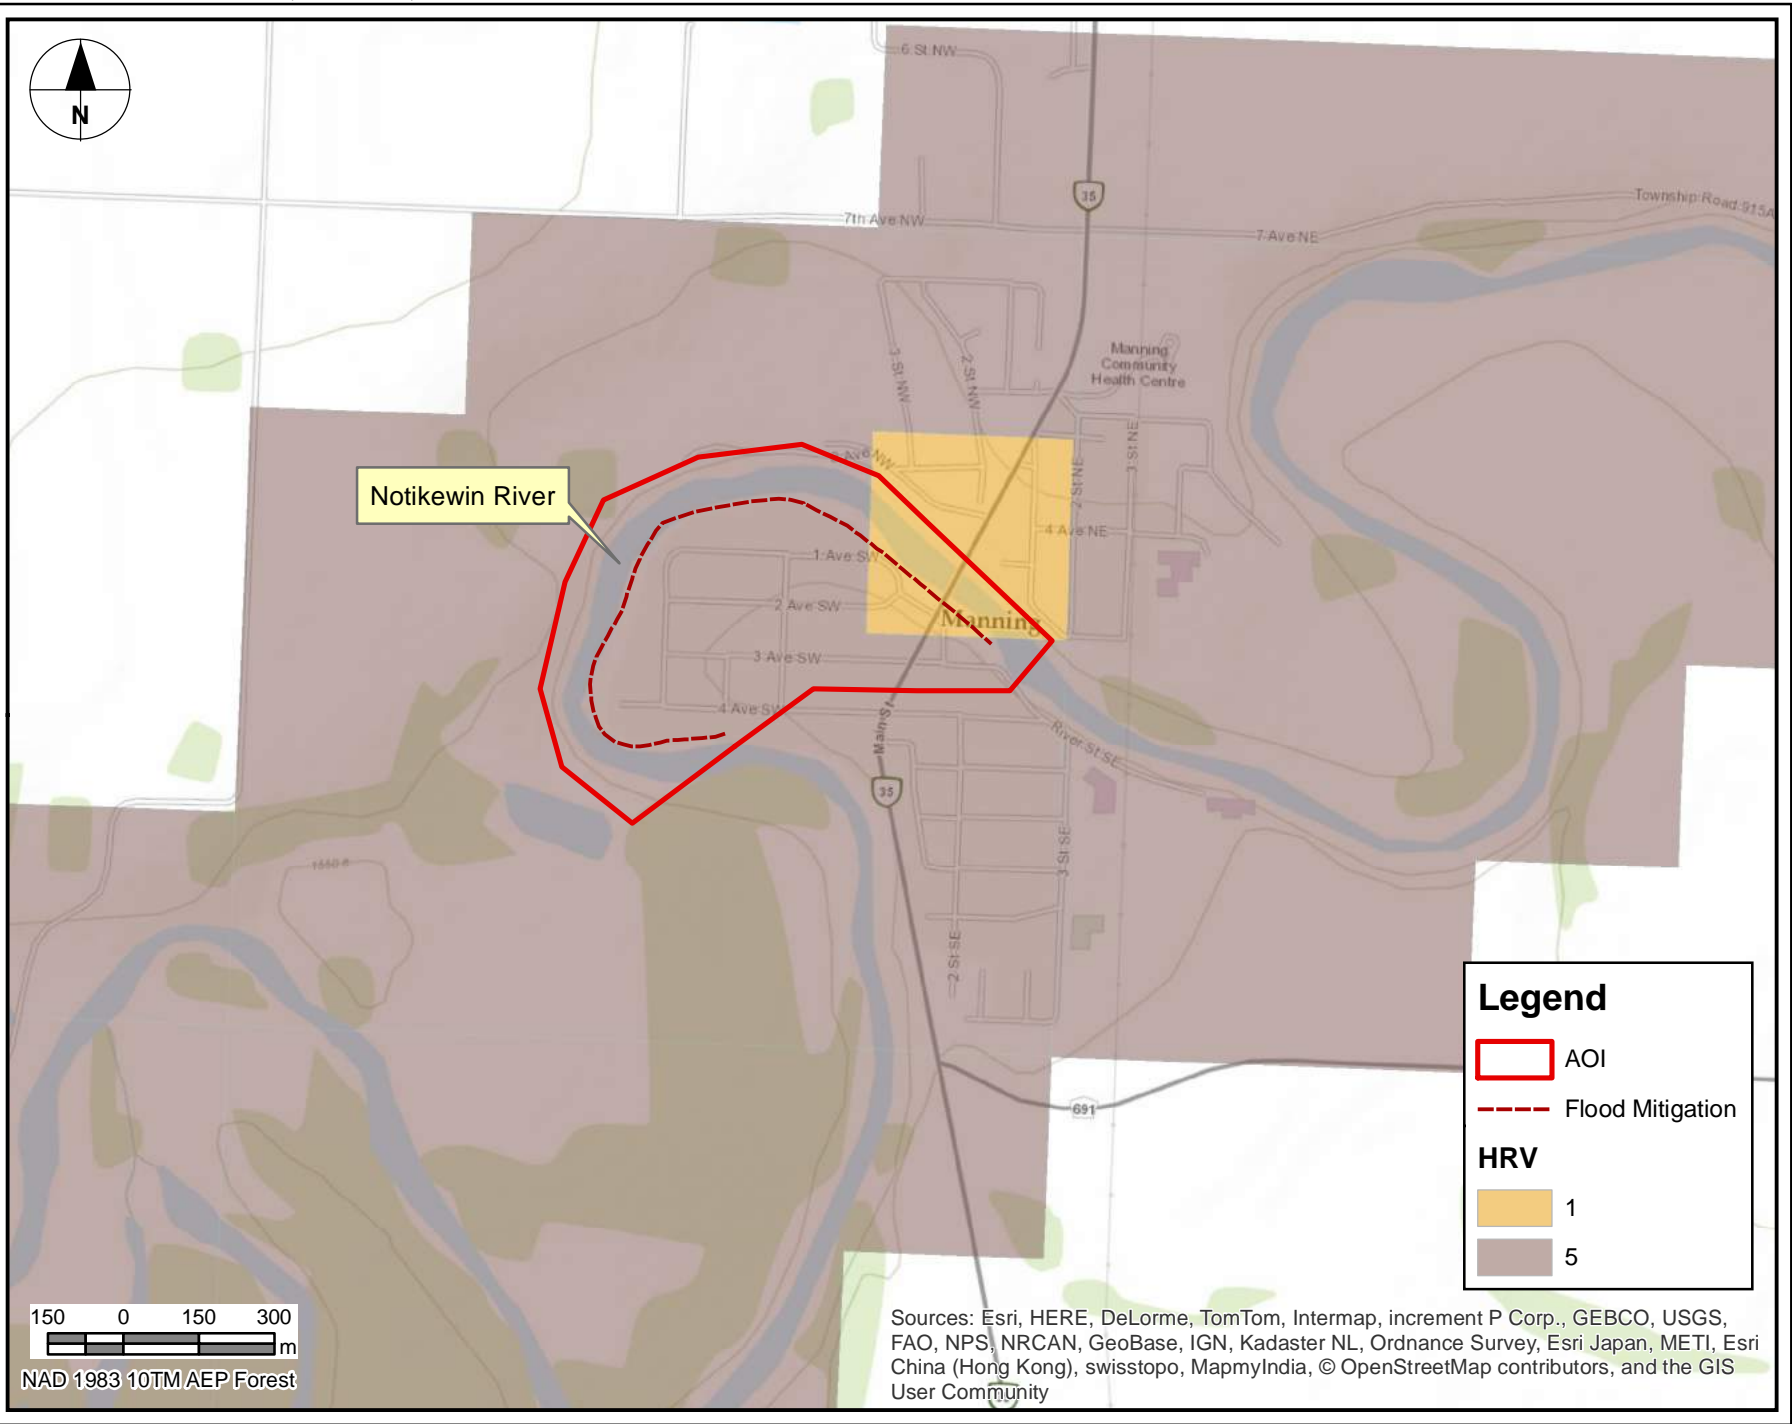 N
6 St NW
35
Township Road 915A
7th Ave NW
7 Ave NE
Manning
Community
Health Centre
3 St NW
2 St NW
3 St NE
2 St NE
3 Ave NW
Notikewin River
4 Ave NE
1 Ave SW
2 Ave SW
Manning
3 Ave SW
4 Ave SW
Main St
River St SE
35
3 St SE
2 St SE
691
Legend
AOI
Flood Mitigation
HRV
1
5
150 0 150 300
m
NAD 1983 10TM AEP Forest
Sources: Esri, HERE, DeLorme, TomTom, Intermap, increment P Corp., GEBCO, USGS,
FAO, NPS, NRCAN, GeoBase, IGN, Kadaster NL, Ordnance Survey, Esri Japan, METI, Esri
China (Hong Kong), swisstopo, MapmyIndia, © OpenStreetMap contributors, and the GIS
User Community